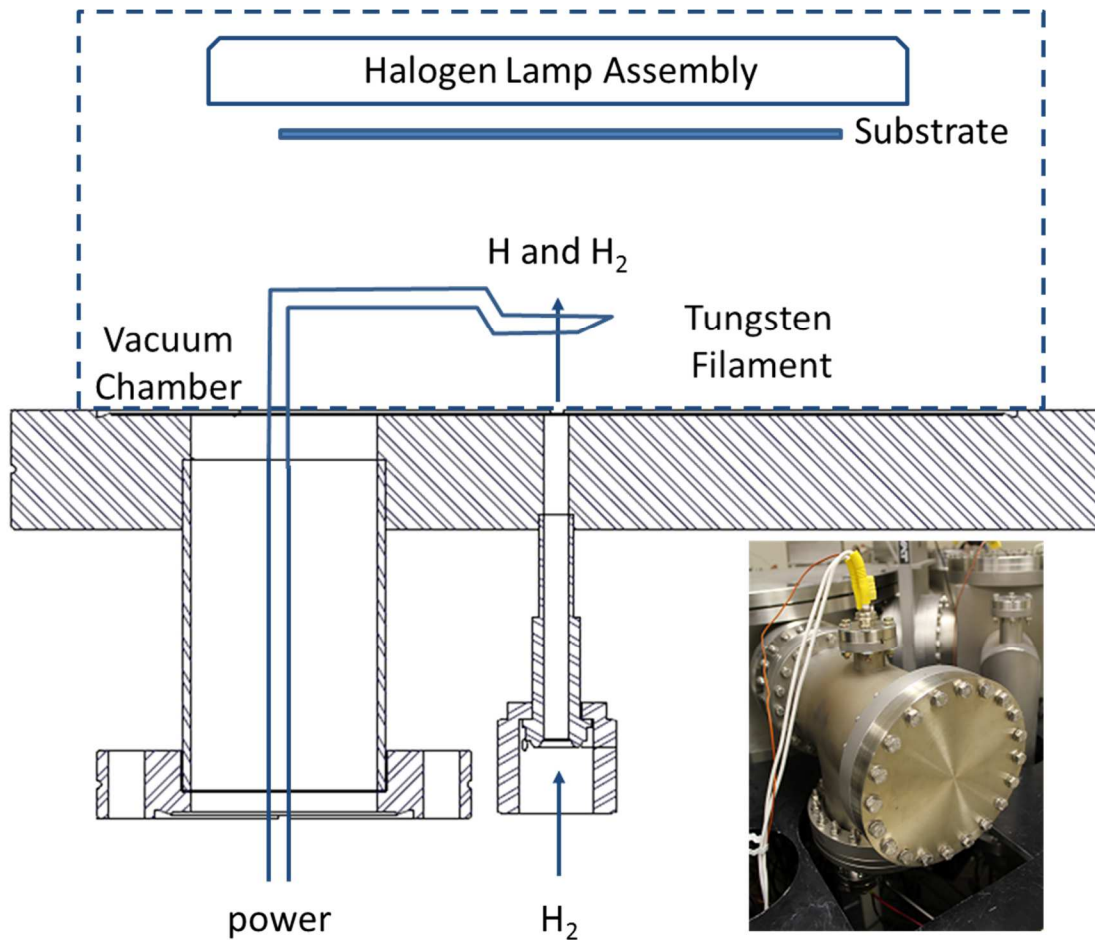 Halogen Lamp Assembly
Substrate
H and H₂
Tungsten
Filament
Vacuum
Chamber
power
H₂